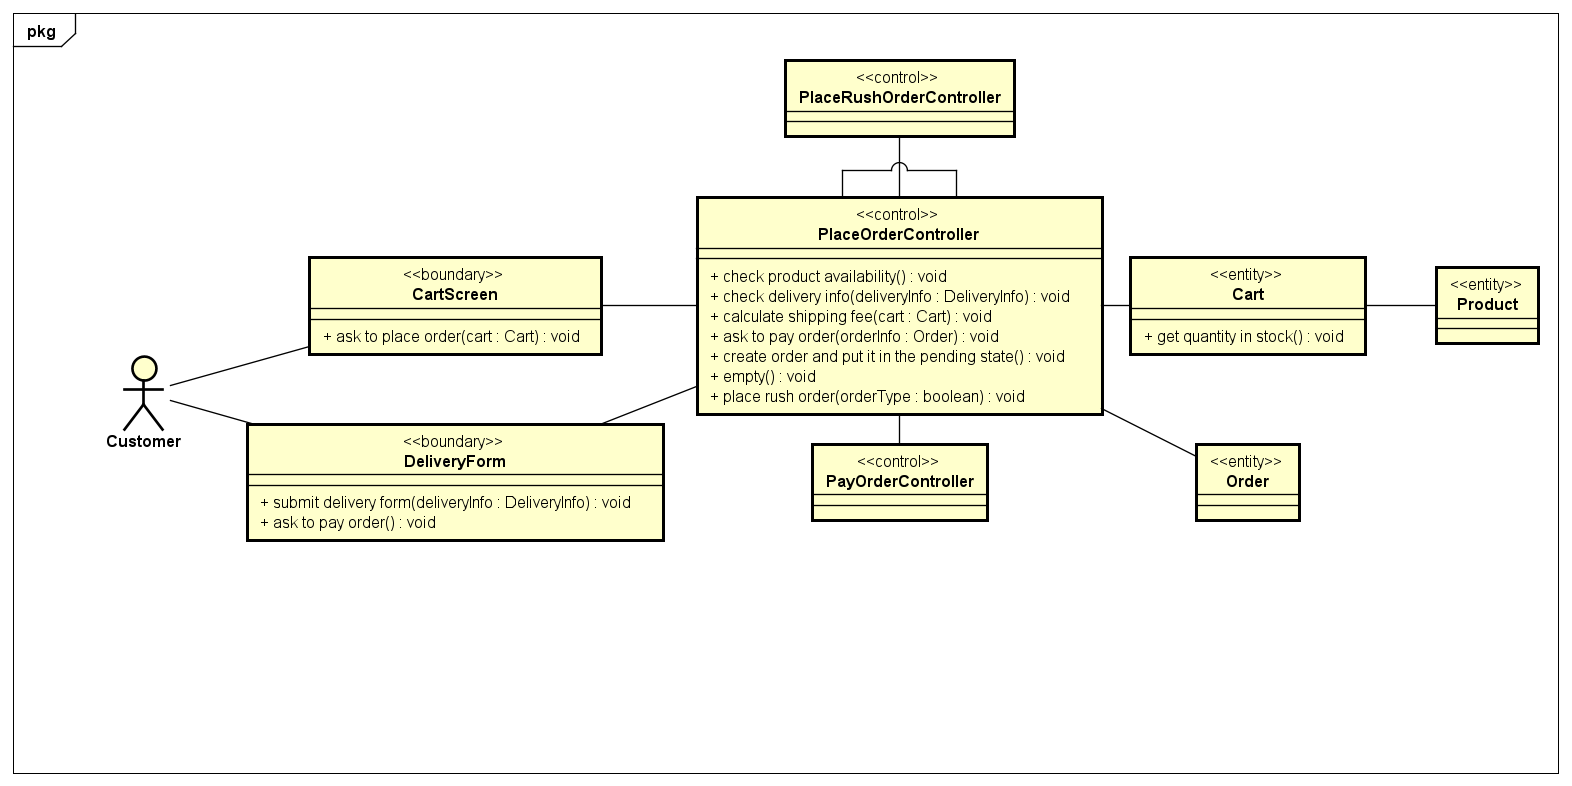 pkg
<<control>>
PlaceRushOrderController
<<control>>
PlaceOrderController
+ check product availability() : void
+ check delivery info(deliveryInfo : DeliveryInfo) : void
+ calculate shipping fee(cart : Cart) : void
+ ask to pay order(orderInfo : Order) : void
+ create order and put it in the pending state() : void
+ empty() : void
+ place rush order(orderType : boolean) : void
<<boundary>>
CartScreen
+ ask to place order(cart : Cart) : void
<<entity>>
Cart
+ get quantity in stock() : void
<<entity>>
Product
Customer
<<boundary>>
DeliveryForm
+ submit delivery form(deliveryInfo : DeliveryInfo) : void
+ ask to pay order() : void
<<control>>
PayOrderController
<<entity>>
Order